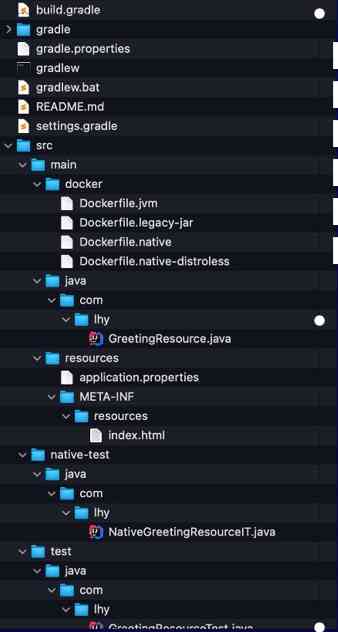 build.gradle
gradle
gradle.properties
gradlew
gradlew.bat
README.md
settings.gradle
src
main
docker
Dockerfile.jvm
Dockerfile.legacy-jar
Dockerfile.native
Dockerfile.native-distroless
java
com
lhy
GreetingResource.java
resources
application.properties
META-INF
resources
index.html
native-test
java
com
lhy
NativeGreetingResourceIT.java
test
java
com
lhy
GreetingResourceTest.java